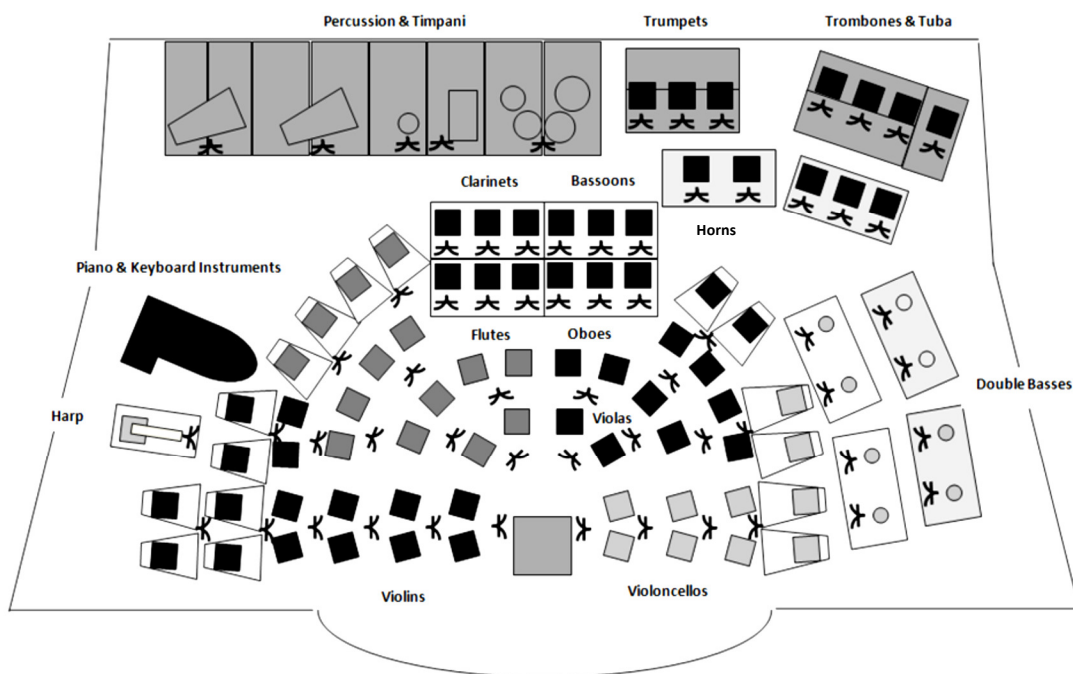 Percussion & Timpani
Trumpets
Trombones & Tuba
Clarinets
Bassoons
Horns
Piano & Keyboard Instruments
Flutes
Oboes
Double Basses
Harp
Violas
Violins
Violoncellos